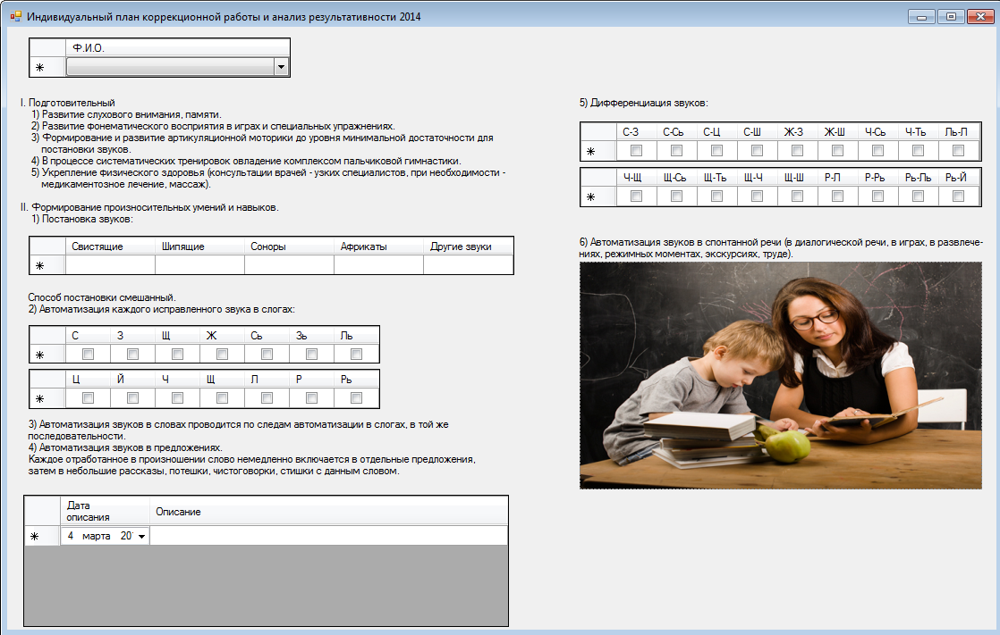 Индивидуальный план коррекционной работы и анализ результативности 2014
Ф.И.О.
I. Подготовительный
1) Развитие слухового внимания, памяти.
2) Развитие фонематического восприятия в играх и специальных упражнениях.
3) Формирование и развитие артикуляционной моторики до уровня минимальной достаточности для
постановки звуков.
4) В процессе систематических тренировок овладение комплексом пальчиковой гимнастики.
5) Укрепление физического здоровья (консультации врачей - узких специалистов, при необходимости -
медикаментозное лечение, массаж).
II. Формирование произносительных умений и навыков.
1) Постановка звуков:
Свистящие Шипящие Соноры Африкаты Другие звуки
Способ постановки смешанный.
2) Автоматизация каждого исправленного звука в слогах:
С З Щ Ж Сь Зь Ль
Ц Й Ч Щ Л Р Рь
3) Автоматизация звуков в словах проводится по следам автоматизации в слогах, в той же
последовательности.
4) Автоматизация звуков в предложениях.
Каждое отработанное в произношении слово немедленно включается в отдельные предложения,
затем в небольшие рассказы, потешки, чистоговорки, стишки с данным словом.
Дата
описания Описание
4 марта 20
5) Дифференциация звуков:
С-З С-Сь С-Ц С-Ш Ж-З Ж-Ш Ч-Сь Ч-Ть Ль-Л
Ч-Щ Щ-Сь Щ-Ть Щ-Ч Щ-Ш Р-Л Р-Рь Рь-Ль Рь-Й
6) Автоматизация звуков в спонтанной речи (в диалогической речи, в играх, в развлече-
ниях, режимных моментах, экскурсиях, труде).